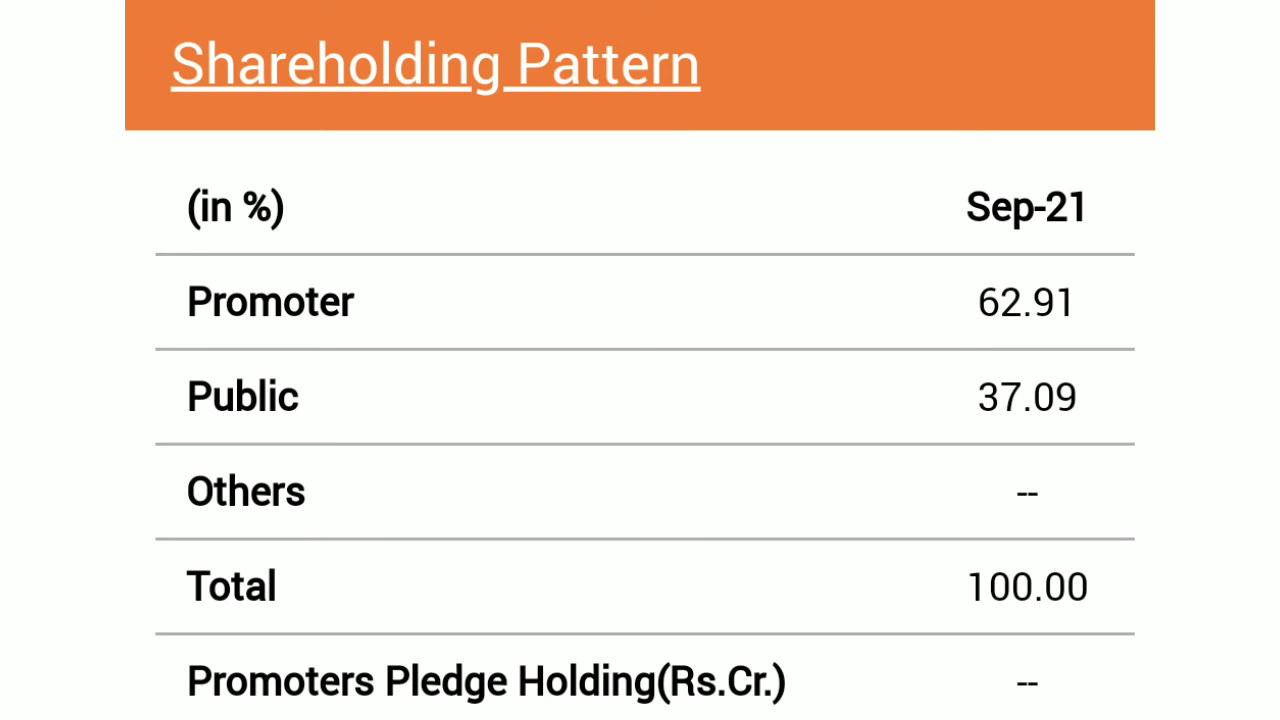 Shareholding Pattern
(in %) Sep-21
Promoter 62.91
Public 37.09
Others --
Total 100.00
Promoters Pledge Holding(Rs.Cr.) --